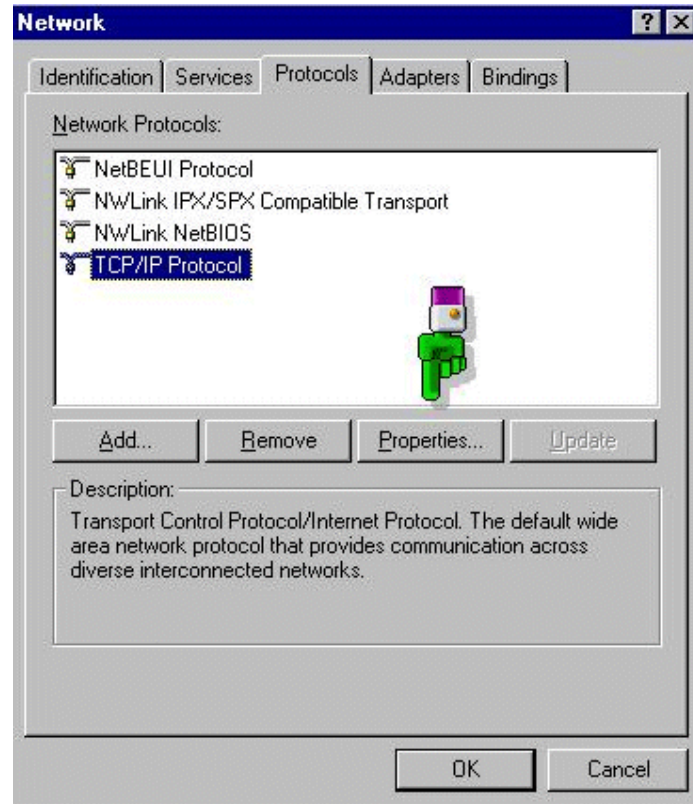 Network
Identification Services Protocols Adapters Bindings
Network Protocols:
NetBEUI Protocol
NWLink IPX/SPX Compatible Transport
NWLink NetBIOS
TCP/IP Protocol
Add... Remove Properties... Update
Description:
Transport Control Protocol/Internet Protocol. The default wide
area network protocol that provides communication across
diverse interconnected networks.
OK Cancel